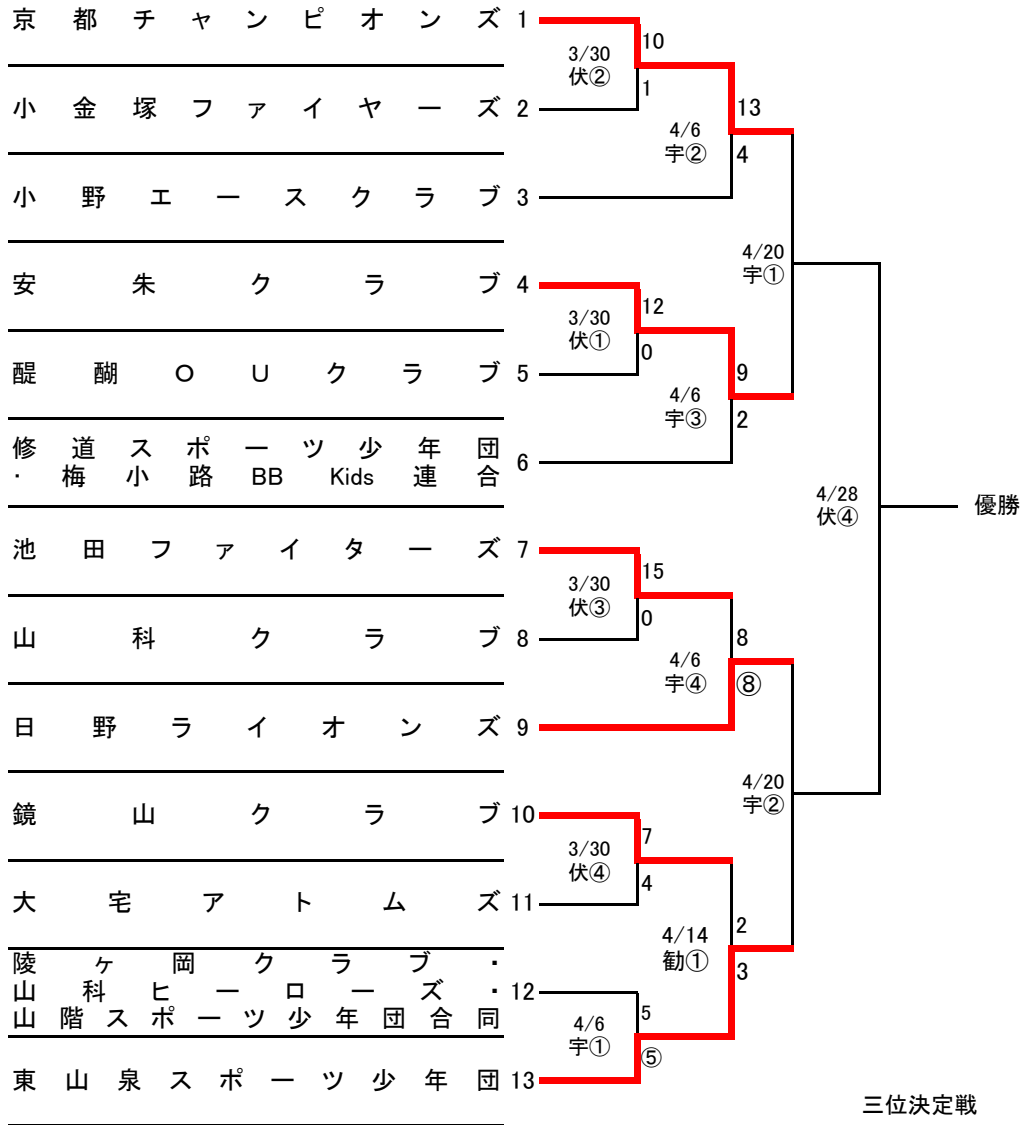 京都チャンピオンズ 1
小金塚ファイヤーズ 2
小野エースクラブ 3
安朱クラブ 4
醍醐OUクラブ 5
修道スポーツ少年団
・梅小路 BB Kids 連合 6
池田ファイターズ 7
山科クラブ 8
日野ライオンズ 9
鏡山クラブ 10
大宅アトムズ 11
陵ヶ岡クラブ・
山科ヒーローズ・ 12
山階スポーツ少年団合同
東山泉スポーツ少年団 13
3/30
伏②
10
1
3/30
伏①
12
0
3/30
伏③
15
0
3/30
伏④
7
4
4/6
宇①
5
⑤
4/6
宇②
13
4
4/6
宇③
9
2
4/6
宇④
8
⑧
4/14
勧①
2
3
4/20
宇①
4/20
宇②
4/28
伏④
優勝
三位決定戦